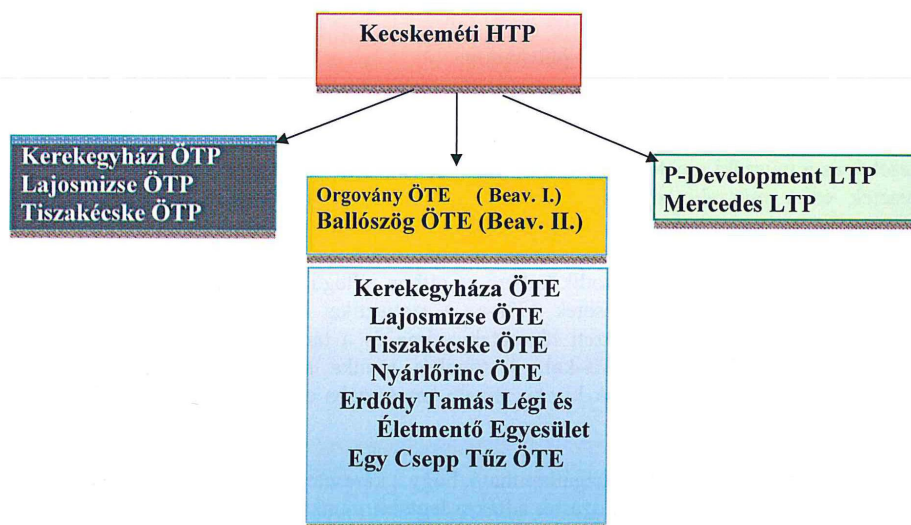 Kecskeméti HTP
Kerekegyházi ÖTP
Lajosmizse ÖTP
Tiszakécske ÖTP
Orgovány ÖTE ( Beav. I.)
Ballószög ÖTE (Beav. II.)
P-Development LTP
Mercedes LTP
Kerekegyháza ÖTE
Lajosmizse ÖTE
Tiszakécske ÖTE
Nyárlőrinc ÖTE
Erdődy Tamás Légi és
Életmentő Egyesület
Egy Csepp Tűz ÖTE